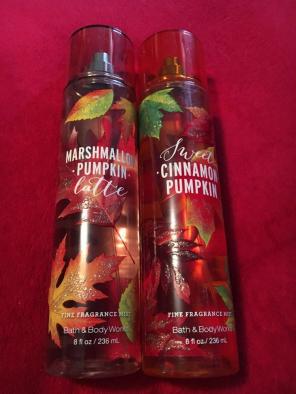 MARSHMALLOW
·PUMPKIN·
latte
FINE FRAGRANCE MIST
Bath & Body Works
8 fl oz / 236 mL
Sweet
·CINNAMON·
PUMPKIN
FINE FRAGRANCE MIST
Bath & Body Works
8 fl oz / 236 mL